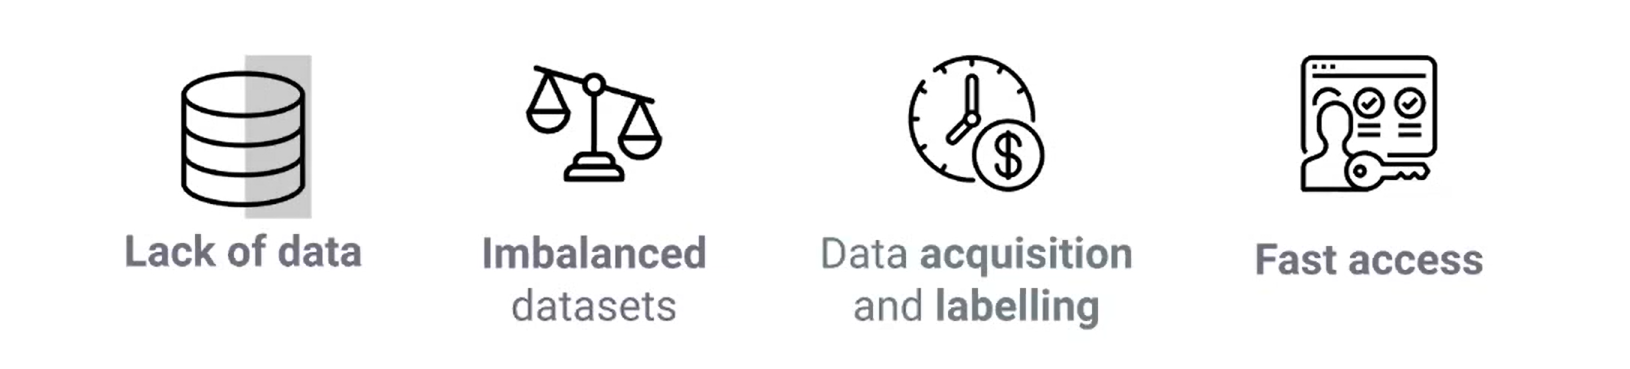 Lack of data
Imbalanced
datasets
Data acquisition
and labelling
Fast access